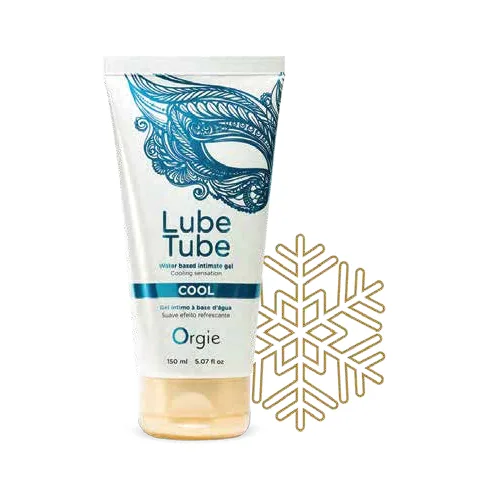 Lube
Tube
Water based intimate gel
Cooling sensation
COOL
Gel íntimo à base d'água
Suave efeito refrescante
Orgie
150 ml 5.07 fl oz